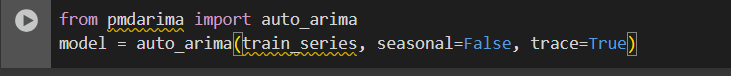 from pmdarima import auto_arima
model = auto_arima(train_series, seasonal=False, trace=True)